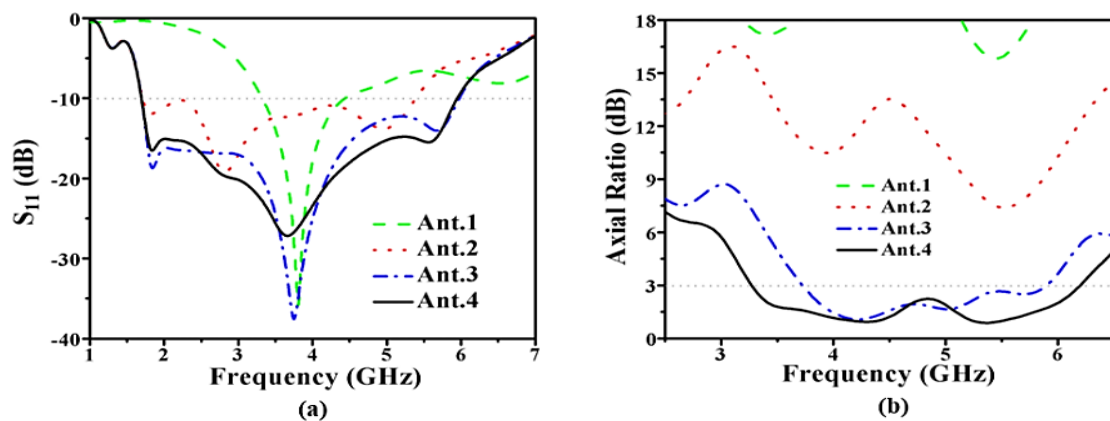 0
-10
-20
-30
-40
S11 (dB)
Ant.1
Ant.2
Ant.3
Ant.4
1 2 3 4 5 6 7
Frequency (GHz)
(a)
18
15
12
9
6
3
0
Axial Ratio (dB)
Ant.1
Ant.2
Ant.3
Ant.4
3 4 5 6
Frequency (GHz)
(b)